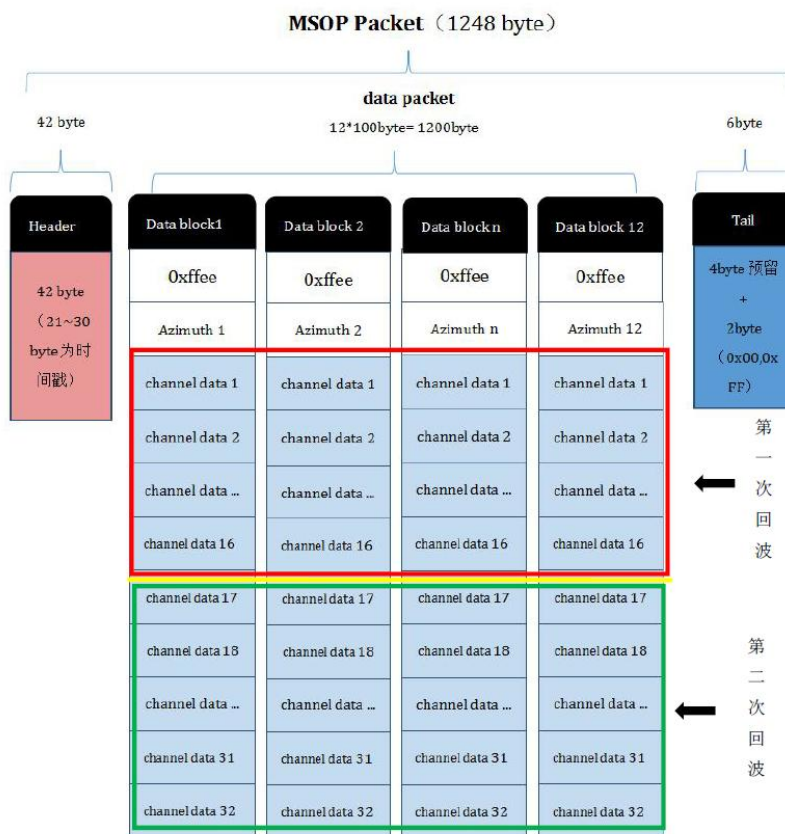 MSOP Packet（1248 byte）
data packet
42 byte
12*100byte= 1200byte
6byte
Header
Data block1
Data block 2
Data block n
Data block 12
Tail
42 byte
（21~30
byte为时
间戳）
0xffee
0xffee
0xffee
0xffee
4byte 预留
+
2byte
（0x00,0x
FF）
Azimuth 1
Azimuth 2
Azimuth n
Azimuth 12
channel data 1
channel data 1
channel data 1
channel data 1
channel data 2
channel data 2
channel data 2
channel data 2
channel data ...
channel data ...
channel data ...
channel data ...
channel data 16
channel data 16
channel data 16
channel data 16
第一次回波
channel data 17
channel data 17
channel data 17
channel data 17
channel data 18
channel data 18
channel data 18
channel data 18
channel data ...
channel data ...
channel data ...
channel data ...
channel data 31
channel data 31
channel data 31
channel data 31
channel data 32
channel data 32
channel data 32
channel data 32
第二次回波